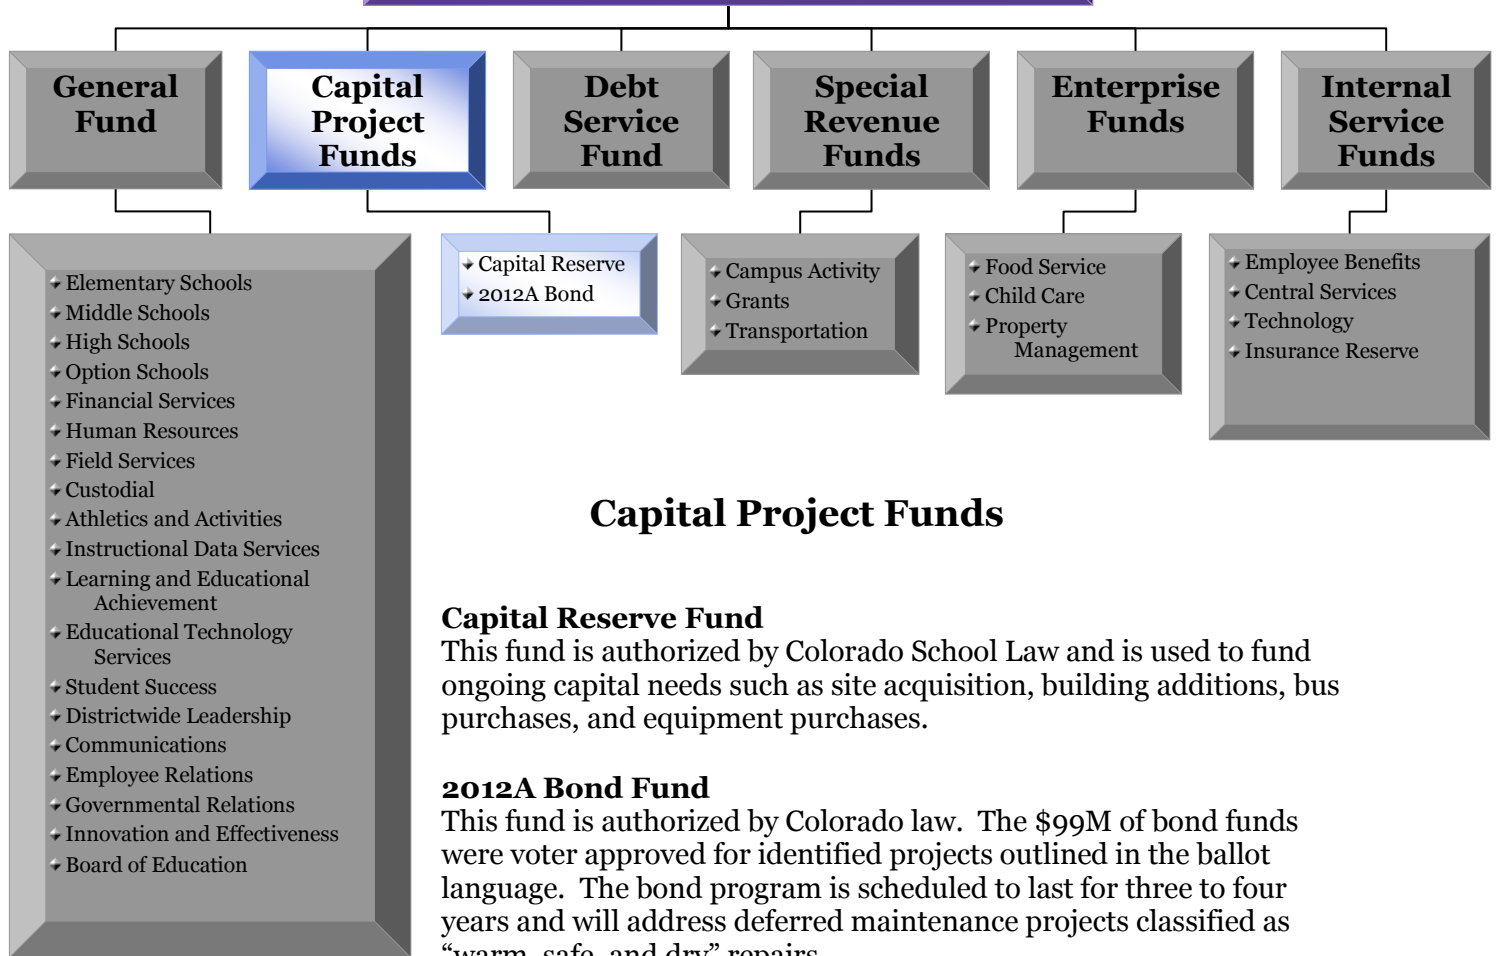 General
Fund
Capital
Project
Funds
Debt
Service
Fund
Special
Revenue
Funds
Enterprise
Funds
Internal
Service
Funds
Elementary Schools
Middle Schools
High Schools
Option Schools
Financial Services
Human Resources
Field Services
Custodial
Athletics and Activities
Instructional Data Services
Learning and Educational
Achievement
Educational Technology
Services
Student Success
Districtwide Leadership
Communications
Employee Relations
Governmental Relations
Innovation and Effectiveness
Board of Education
Capital Reserve
2012A Bond
Campus Activity
Grants
Transportation
Food Service
Child Care
Property
Management
Employee Benefits
Central Services
Technology
Insurance Reserve
Capital Project Funds
Capital Reserve Fund
This fund is authorized by Colorado School Law and is used to fund
ongoing capital needs such as site acquisition, building additions, bus
purchases, and equipment purchases.
2012A Bond Fund
This fund is authorized by Colorado law.  The $99M of bond funds
were voter approved for identified projects outlined in the ballot
language.  The bond program is scheduled to last for three to four
years and will address deferred maintenance projects classified as
“warm, safe, and dry” repairs